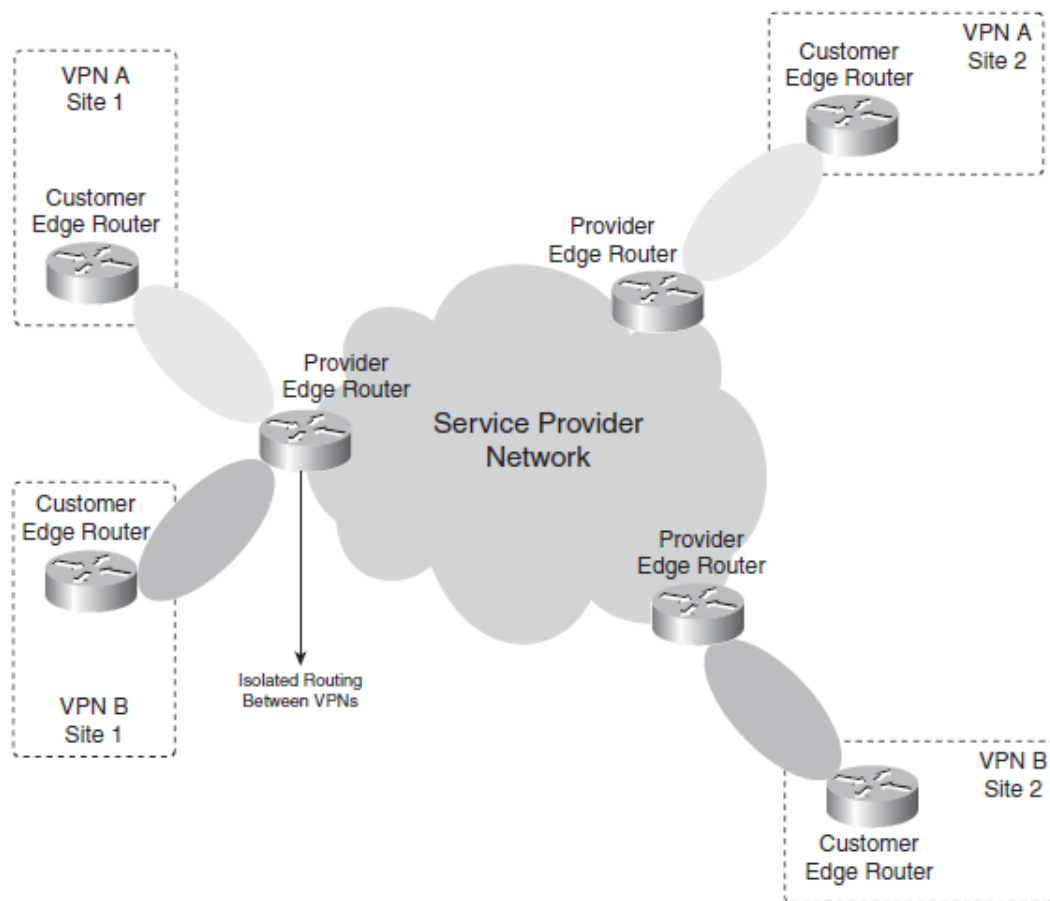 VPN A
Site 1
Customer
Edge Router
VPN A
Site 2
Customer
Edge Router
Provider
Edge Router
Provider
Edge Router
Service Provider
Network
Customer
Edge Router
VPN B
Site 1
Isolated Routing
Between VPNs
Provider
Edge Router
VPN B
Site 2
Customer
Edge Router